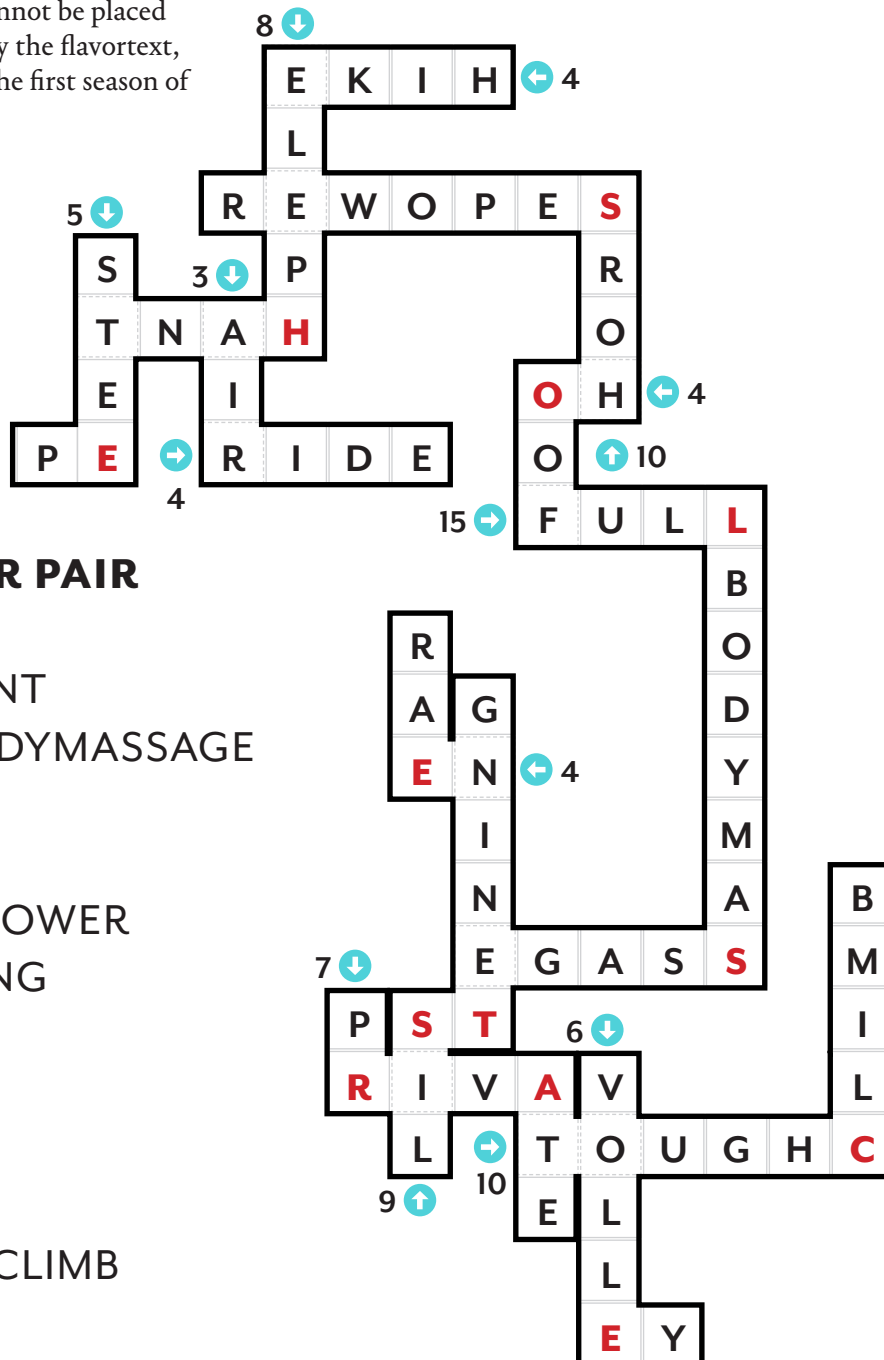 nnot be placed
y the flavortext,
he first season of
8
E K I H 4
L
5 R E W O P E S
S 3 P R
T N A H O
E I O H 4
P E R I D E O 10
4
15 F U L L
R PAIR B
R O
NT
A G D
DYMASSAGE
E N 4 Y
I M
OWER N A B
NG
7 E G A S S M
P S T 6 I
R I V A V L
L 10 T O U G H C
9 E L
CLIMB L
E Y